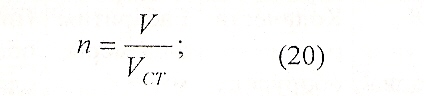 n = V / V_CT ; (20)